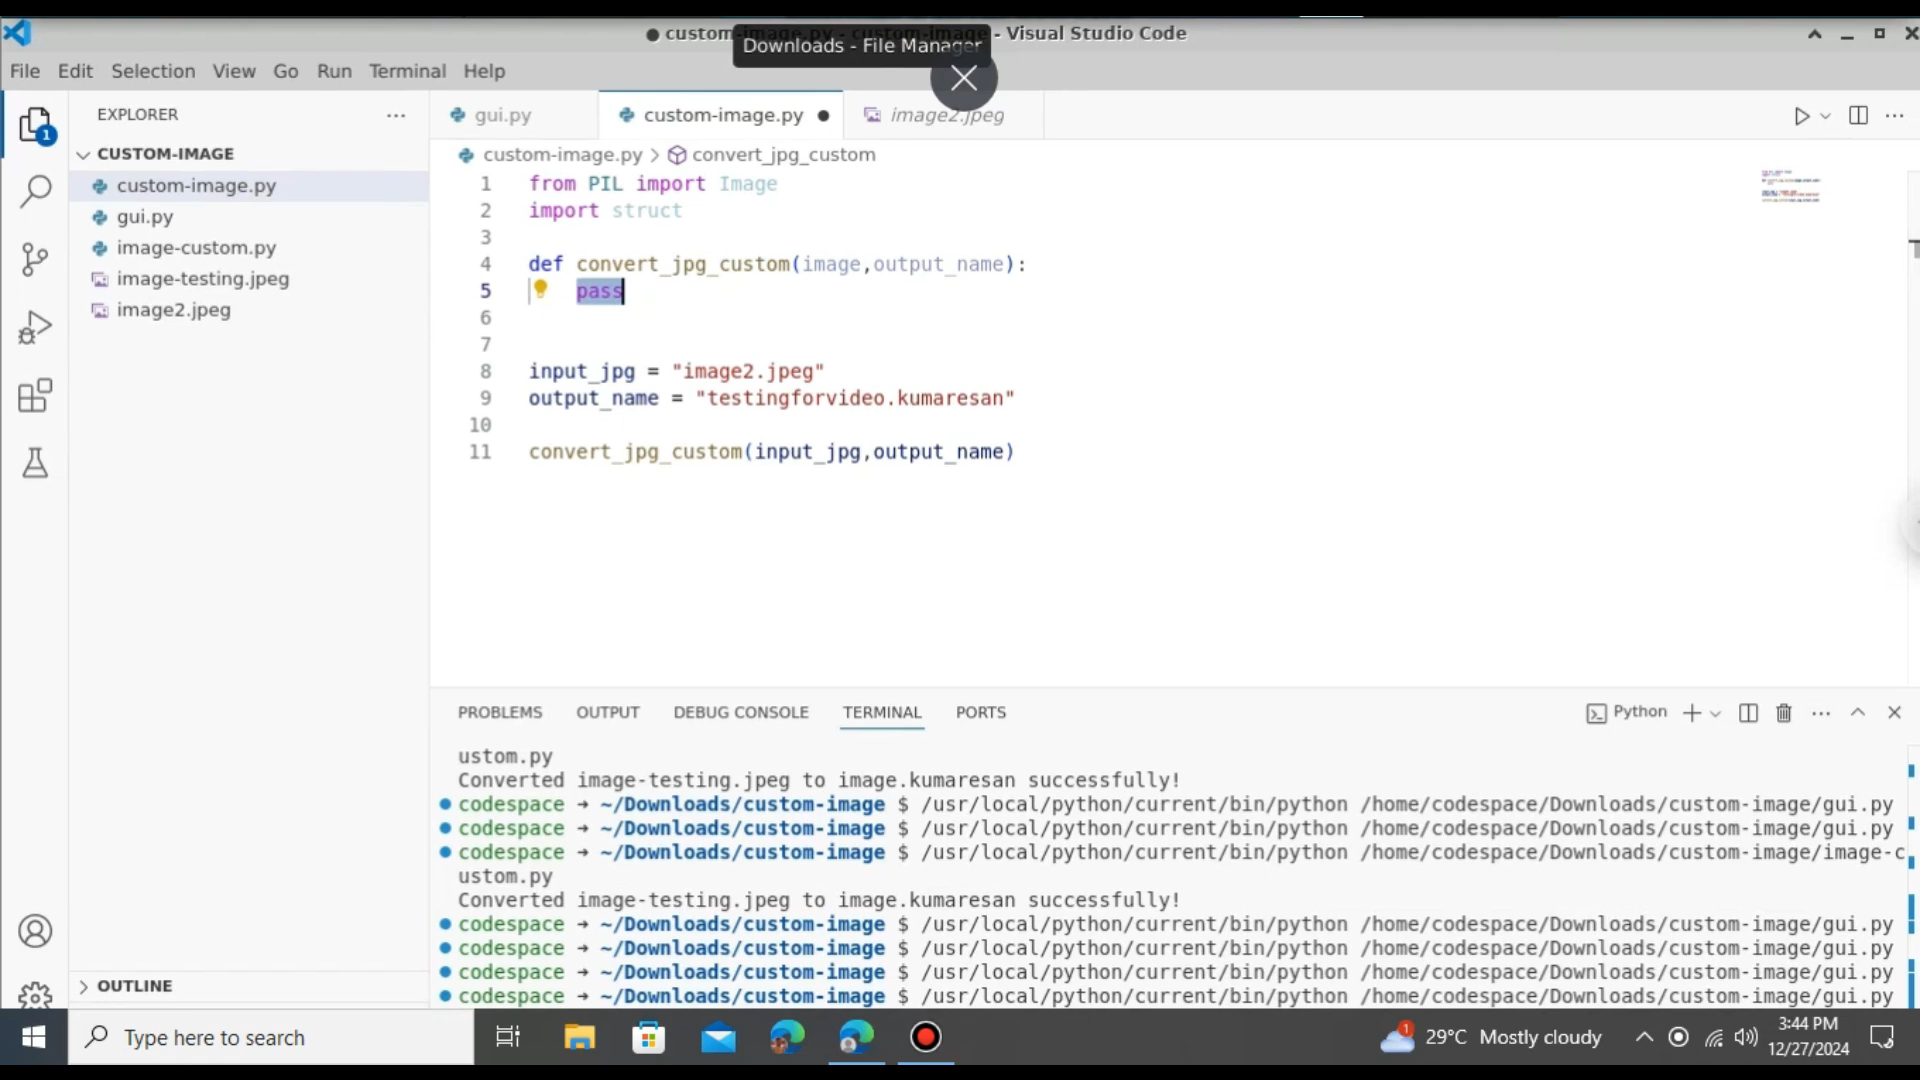 custom-image.py - custom-image - Visual Studio Code
Downloads - File Manager
File Edit Selection View Go Run Terminal Help
EXPLORER
gui.py
custom-image.py
image2.jpeg
CUSTOM-IMAGE
custom-image.py
gui.py
image-custom.py
image-testing.jpeg
image2.jpeg
OUTLINE
1
custom-image.py > convert_jpg_custom
1 from PIL import Image
2 import struct
3
4 def convert_jpg_custom(image,output_name):
5 pass
6
7
8 input_jpg = "image2.jpeg"
9 output_name = "testingforvideo.kumaresan"
10
11 convert_jpg_custom(input_jpg,output_name)
PROBLEMS OUTPUT DEBUG CONSOLE TERMINAL PORTS
Python
ustom.py
Converted image-testing.jpeg to image.kumaresan successfully!
codespace → ~/Downloads/custom-image $ /usr/local/python/current/bin/python /home/codespace/Downloads/custom-image/gui.py
codespace → ~/Downloads/custom-image $ /usr/local/python/current/bin/python /home/codespace/Downloads/custom-image/gui.py
codespace → ~/Downloads/custom-image $ /usr/local/python/current/bin/python /home/codespace/Downloads/custom-image/image-c
ustom.py
Converted image-testing.jpeg to image.kumaresan successfully!
codespace → ~/Downloads/custom-image $ /usr/local/python/current/bin/python /home/codespace/Downloads/custom-image/gui.py
codespace → ~/Downloads/custom-image $ /usr/local/python/current/bin/python /home/codespace/Downloads/custom-image/gui.py
codespace → ~/Downloads/custom-image $ /usr/local/python/current/bin/python /home/codespace/Downloads/custom-image/gui.py
codespace → ~/Downloads/custom-image $ /usr/local/python/current/bin/python /home/codespace/Downloads/custom-image/gui.py
Type here to search
1
29°C Mostly cloudy
3:44 PM
12/27/2024